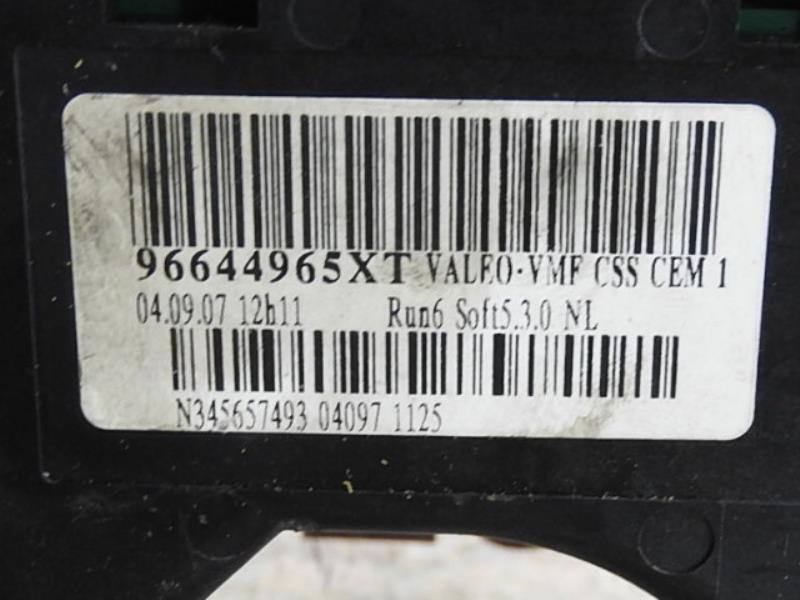 96644965XT VALEO-VMF CSS CEM 1
04.09.07 12h11 Run6 Soft5.3.0 NL
N345657493 04097 1125